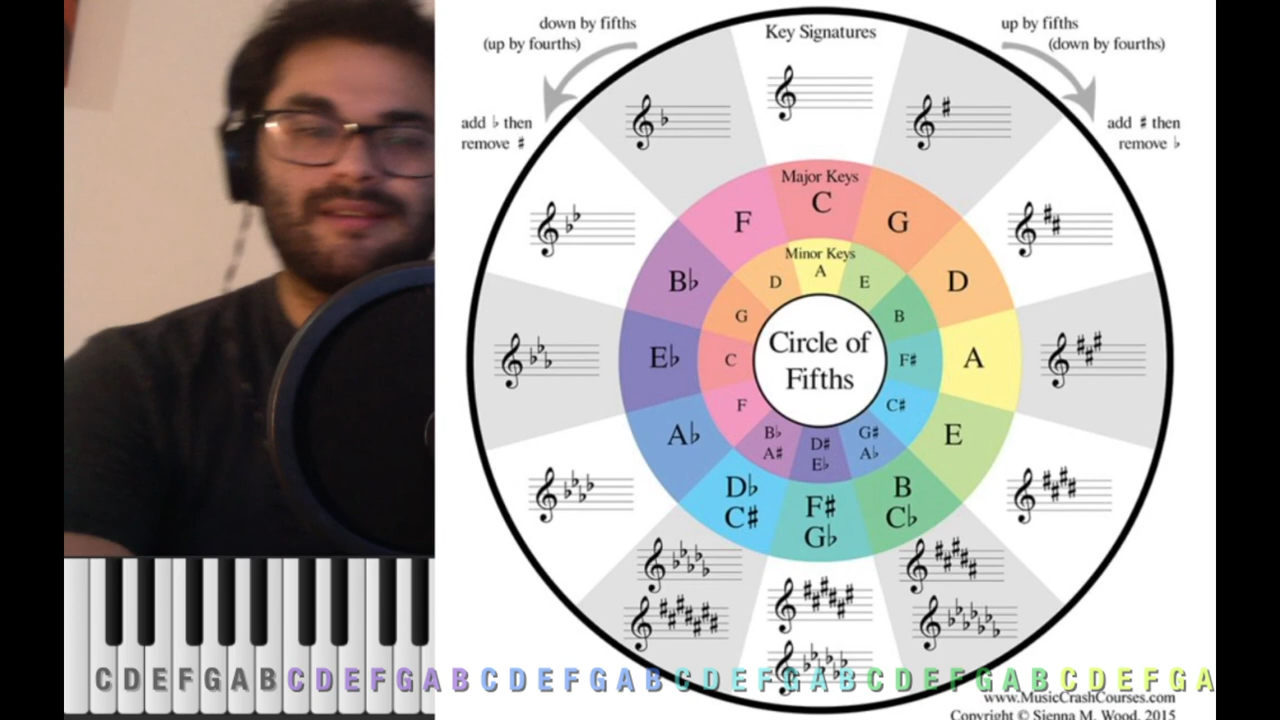 down by fifths
(up by fourths)
Key Signatures
up by fifths
(down by fourths)
add ♭ then
remove ♯
add ♯ then
remove ♭
Major Keys
C
F
G
B♭
D
E♭
A
A♭
E
D♭
C♯
F♯
G♭
B
C♭
Minor Keys
A
D
E
G
B
C
F♯
F
C♯
B♭
A♯
D♯
E♭
G♯
A♭
Circle of
Fifths
C D E F G A B C D E F G A B C D E F G A B C D E F G A B C D E F G A B C D E F G A
www.MusicCrashCourses.com
Copyright © Sienna M. Wood, 2015